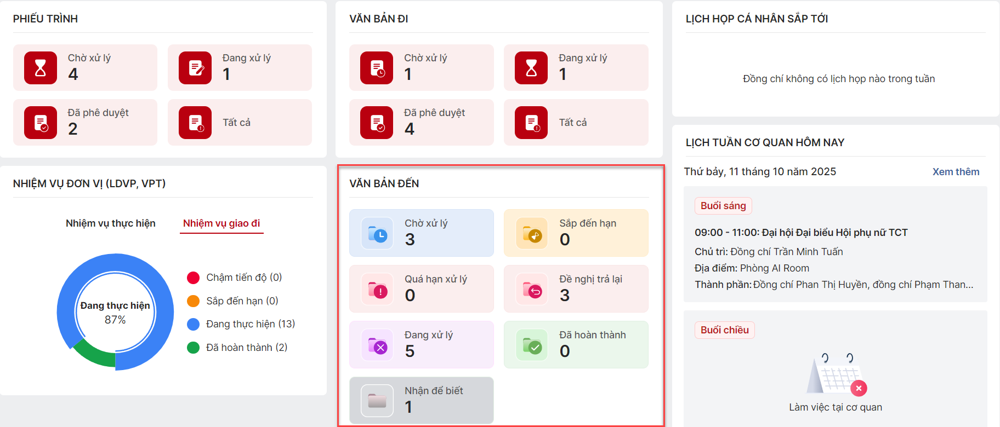 PHIẾU TRÌNH
Chờ xử lý
4
Đang xử lý
1
Đã phê duyệt
2
Tất cả
VĂN BẢN ĐI
Chờ xử lý
1
Đang xử lý
1
Đã phê duyệt
4
Tất cả
LỊCH HỌP CÁ NHÂN SẮP TỚI
Đồng chí không có lịch họp nào trong tuần
NHIỆM VỤ ĐƠN VỊ (LDVP, VPT)
Nhiệm vụ thực hiện
Nhiệm vụ giao đi
Đang thực hiện
87%
Chậm tiến độ (0)
Sắp đến hạn (0)
Đang thực hiện (13)
Đã hoàn thành (2)
VĂN BẢN ĐẾN
Chờ xử lý
3
Sắp đến hạn
0
Quá hạn xử lý
0
Đề nghị trả lại
3
Đang xử lý
5
Đã hoàn thành
0
Nhận để biết
1
LỊCH TUẦN CƠ QUAN HÔM NAY
Thứ bảy, 11 tháng 10 năm 2025
Xem thêm
Buổi sáng
09:00 - 11:00: Đại hội Đại biểu Hội phụ nữ TCT
Chủ trì: Đồng chí Trần Minh Tuấn
Địa điểm: Phòng AI Room
Thành phần: Đồng chí Phan Thị Huyền, đồng chí Phạm Than...
Buổi chiều
Làm việc tại cơ quan